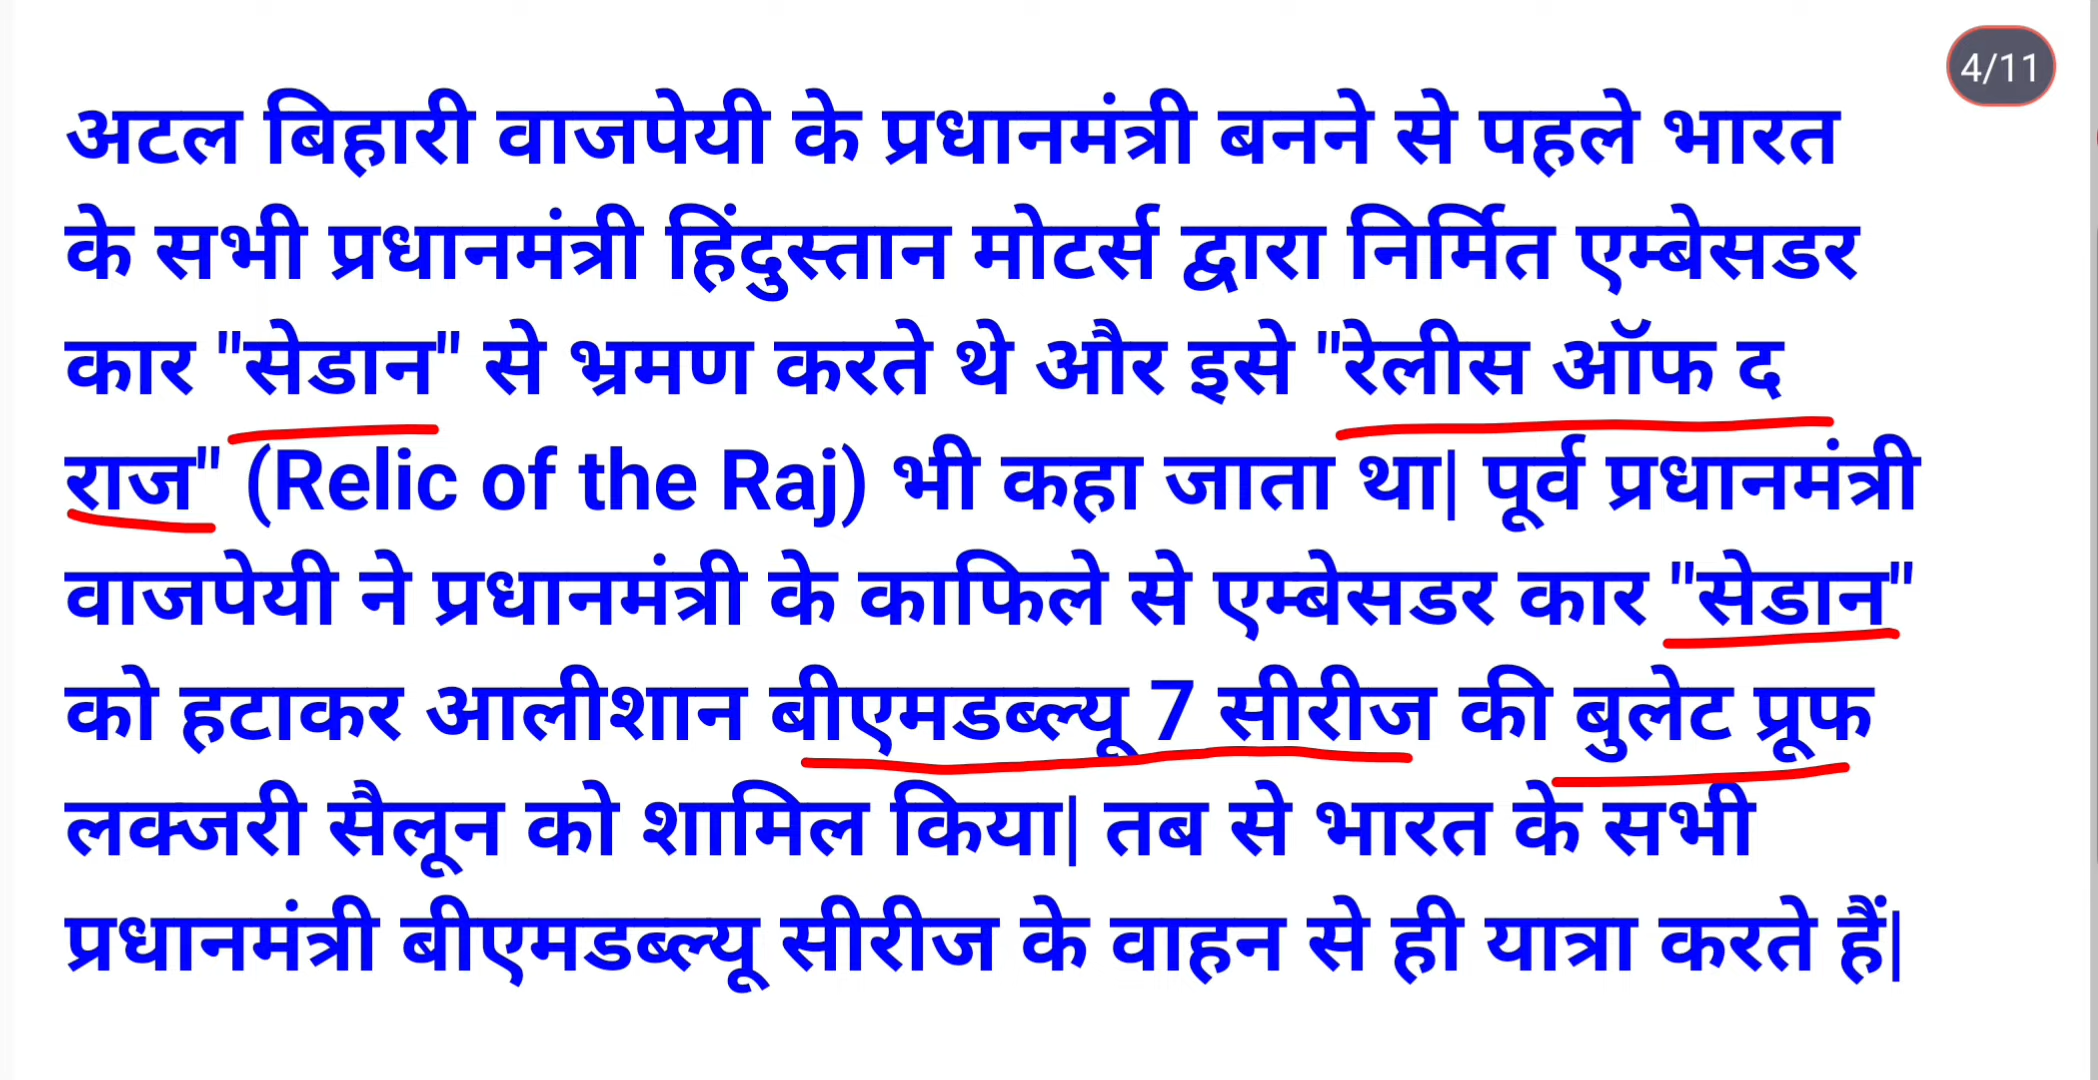 4/11
अटल बिहारी वाजपेयी के प्रधानमंत्री बनने से पहले भारत
के सभी प्रधानमंत्री हिंदुस्तान मोटर्स द्वारा निर्मित एम्बेसडर
कार "सेडान" से भ्रमण करते थे और इसे "रेलीस ऑफ द
राज" (Relic of the Raj) भी कहा जाता था| पूर्व प्रधानमंत्री
वाजपेयी ने प्रधानमंत्री के काफिले से एम्बेसडर कार "सेडान"
को हटाकर आलीशान बीएमडब्ल्यू 7 सीरीज की बुलेट प्रूफ
लक्जरी सैलून को शामिल किया| तब से भारत के सभी
प्रधानमंत्री बीएमडब्ल्यू सीरीज के वाहन से ही यात्रा करते हैं|